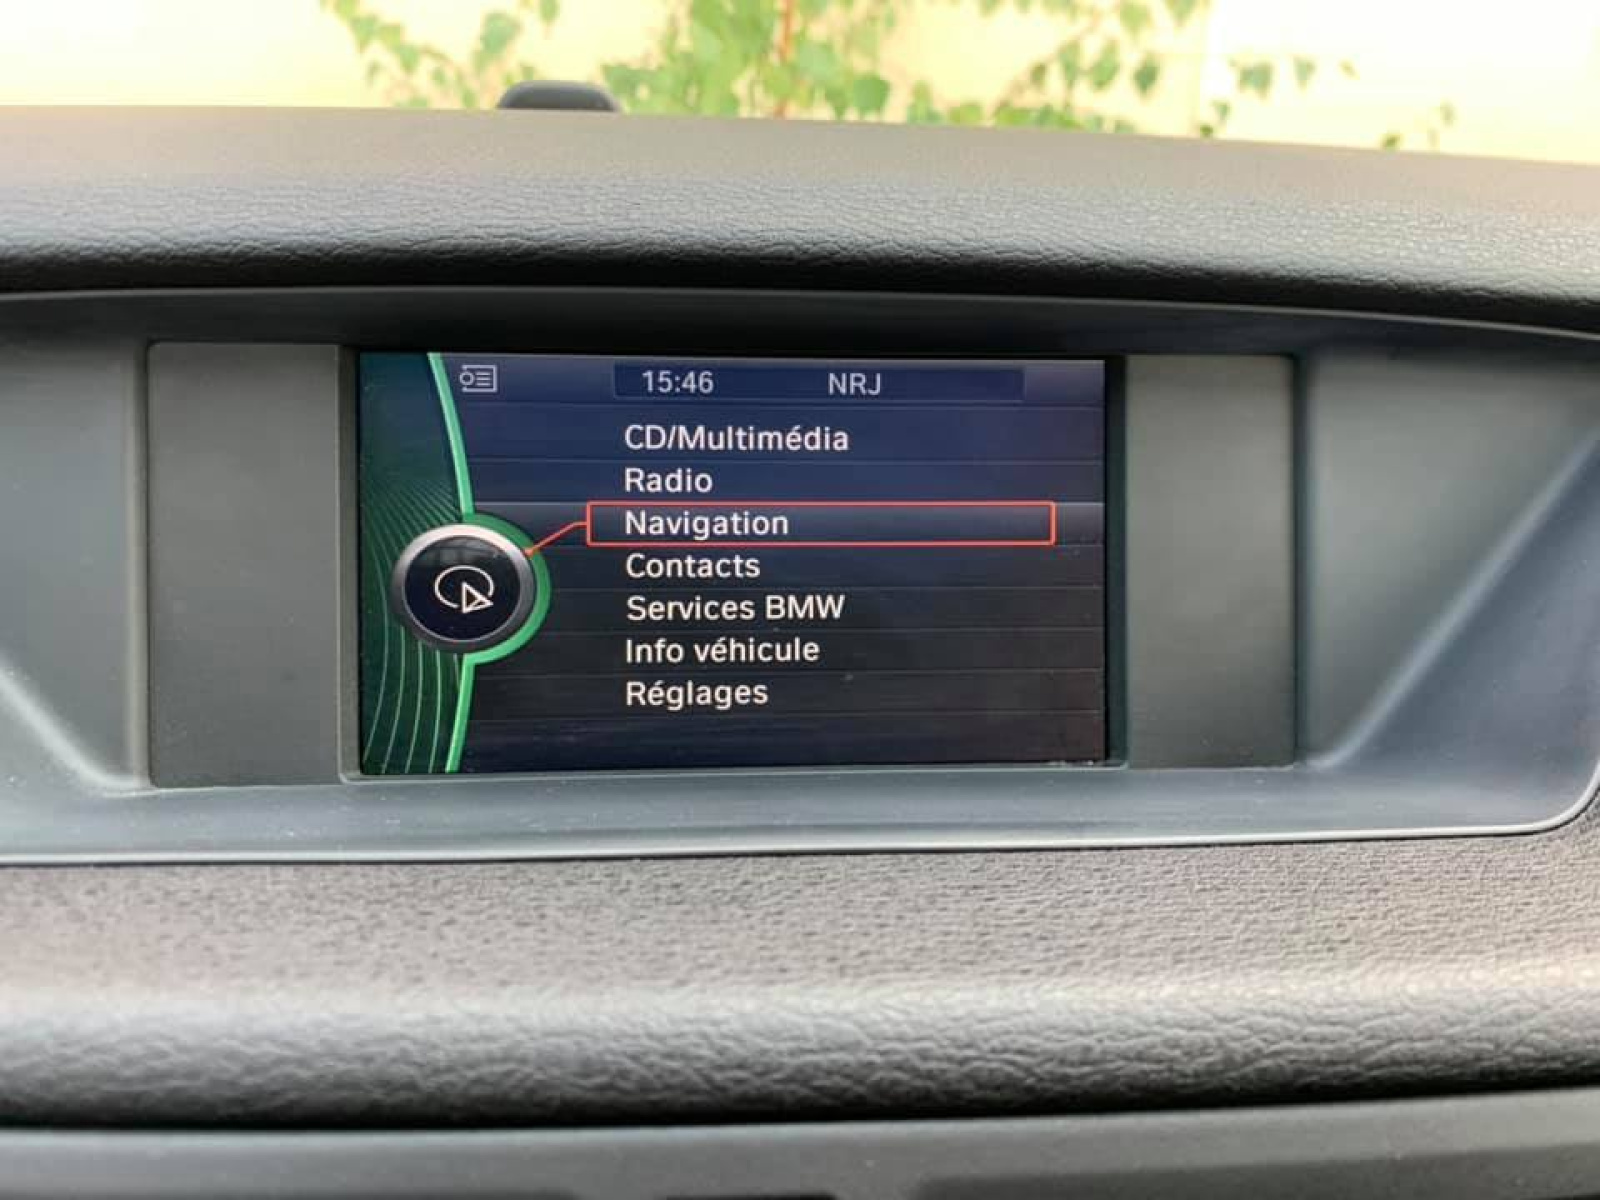 15:46 NRJ
CD/Multimédia
Radio
Navigation
Contacts
Services BMW
Info véhicule
Réglages